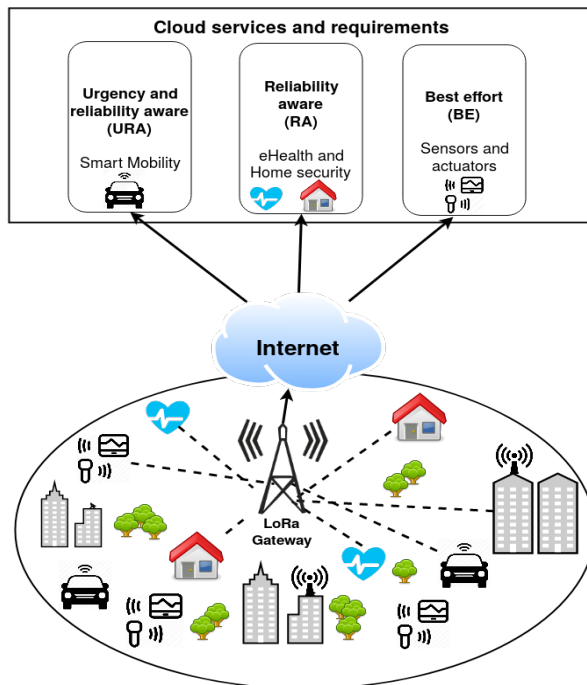 Cloud services and requirements
Urgency and
reliability aware
(URA)
Smart Mobility
Reliability
aware
(RA)
eHealth and
Home security
Best effort
(BE)
Sensors and
actuators
Internet
LoRa
Gateway